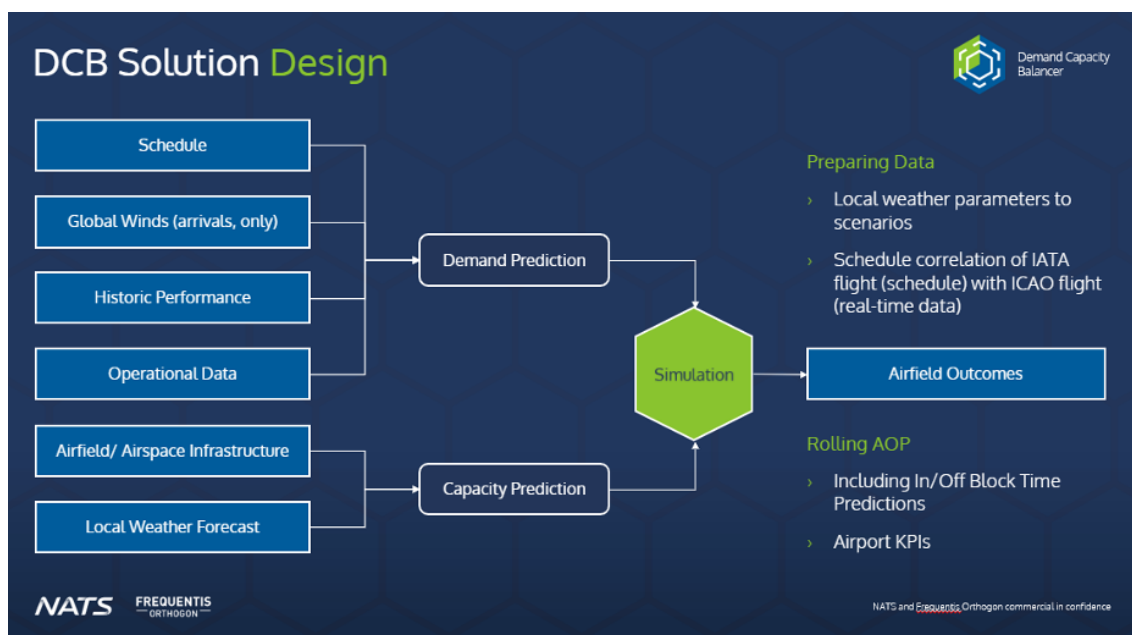 DCB Solution Design
Demand Capacity
Balancer
Schedule
Global Winds (arrivals, only)
Historic Performance
Operational Data
Airfield/ Airspace Infrastructure
Local Weather Forecast
Demand Prediction
Capacity Prediction
Simulation
Preparing Data
› Local weather parameters to
scenarios
› Schedule correlation of IATA
flight (schedule) with ICAO flight
(real-time data)
Airfield Outcomes
Rolling AOP
› Including In/Off Block Time
Predictions
› Airport KPIs
NATS
FREQUENTIS
ORTHOGON
NATS and Frequentis Orthogon commercial in confidence